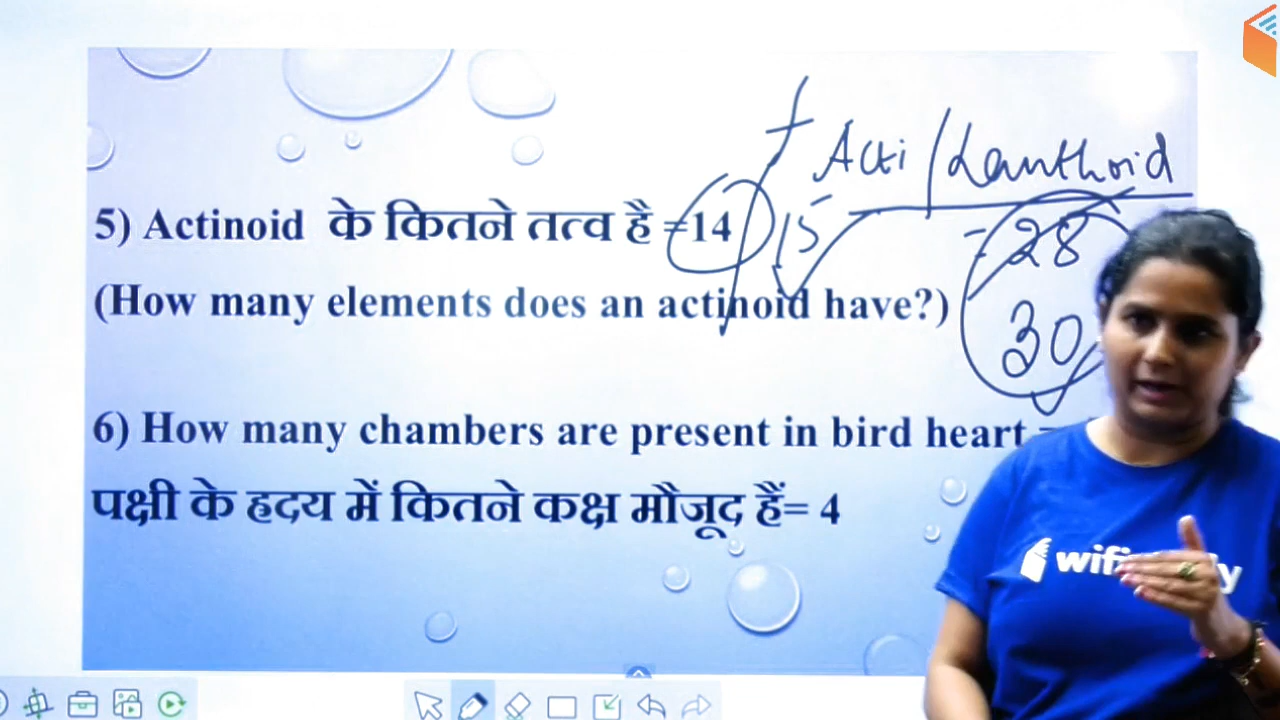 Acti / Lanthoid
5) Actinoid के कितने तत्व है =14
15
= 28
(How many elements does an actinoid have?)
30
6) How many chambers are present in bird heart =
पक्षी के हृदय में कितने कक्ष मौजूद हैं= 4